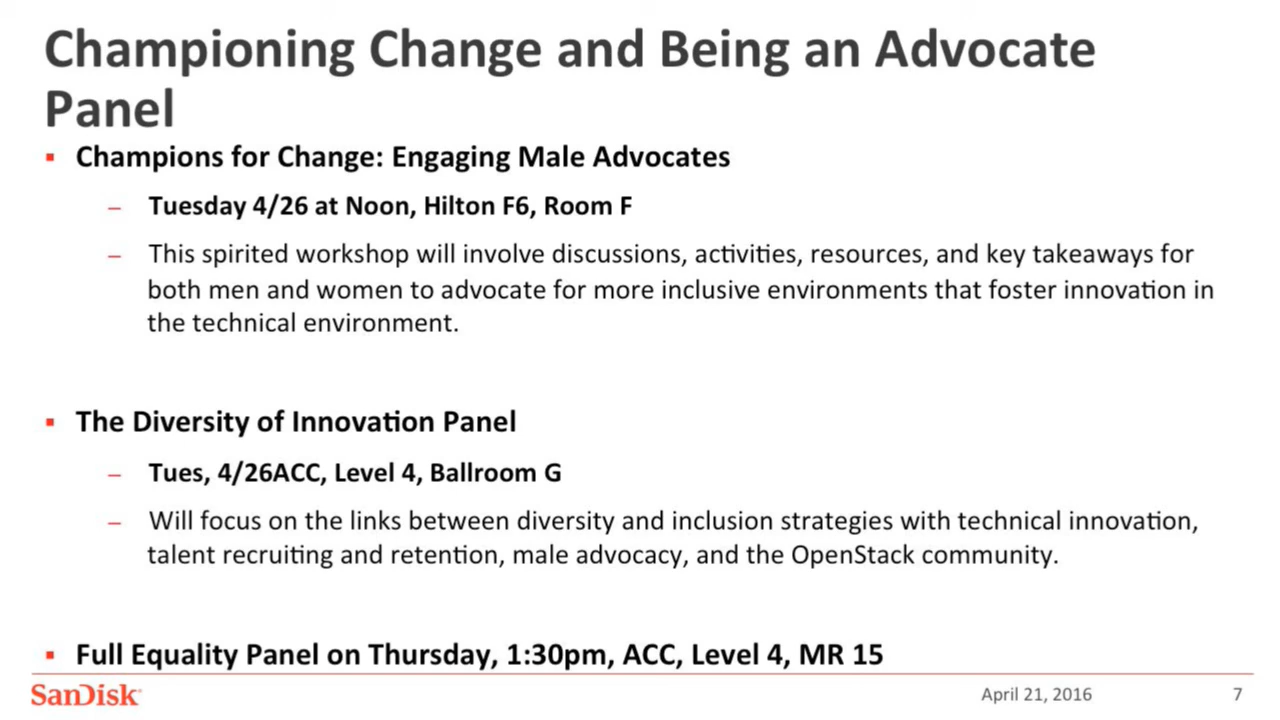 Championing Change and Being an Advocate
Panel
▪ Champions for Change: Engaging Male Advocates
– Tuesday 4/26 at Noon, Hilton F6, Room F
– This spirited workshop will involve discussions, activities, resources, and key takeaways for
both men and women to advocate for more inclusive environments that foster innovation in
the technical environment.
▪ The Diversity of Innovation Panel
– Tues, 4/26ACC, Level 4, Ballroom G
– Will focus on the links between diversity and inclusion strategies with technical innovation,
talent recruiting and retention, male advocacy, and the OpenStack community.
▪ Full Equality Panel on Thursday, 1:30pm, ACC, Level 4, MR 15
SanDisk April 21, 2016 7